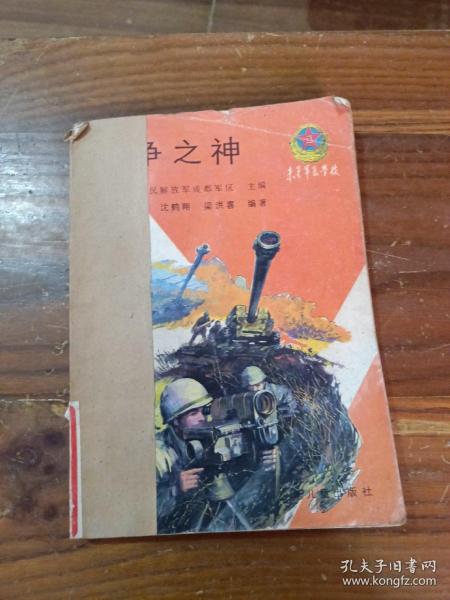 争之神
民解放军成都军区 主编
沈鹤翔 梁洪喜 编著
儿童出版社
孔夫子旧书网
www.kongfz.com